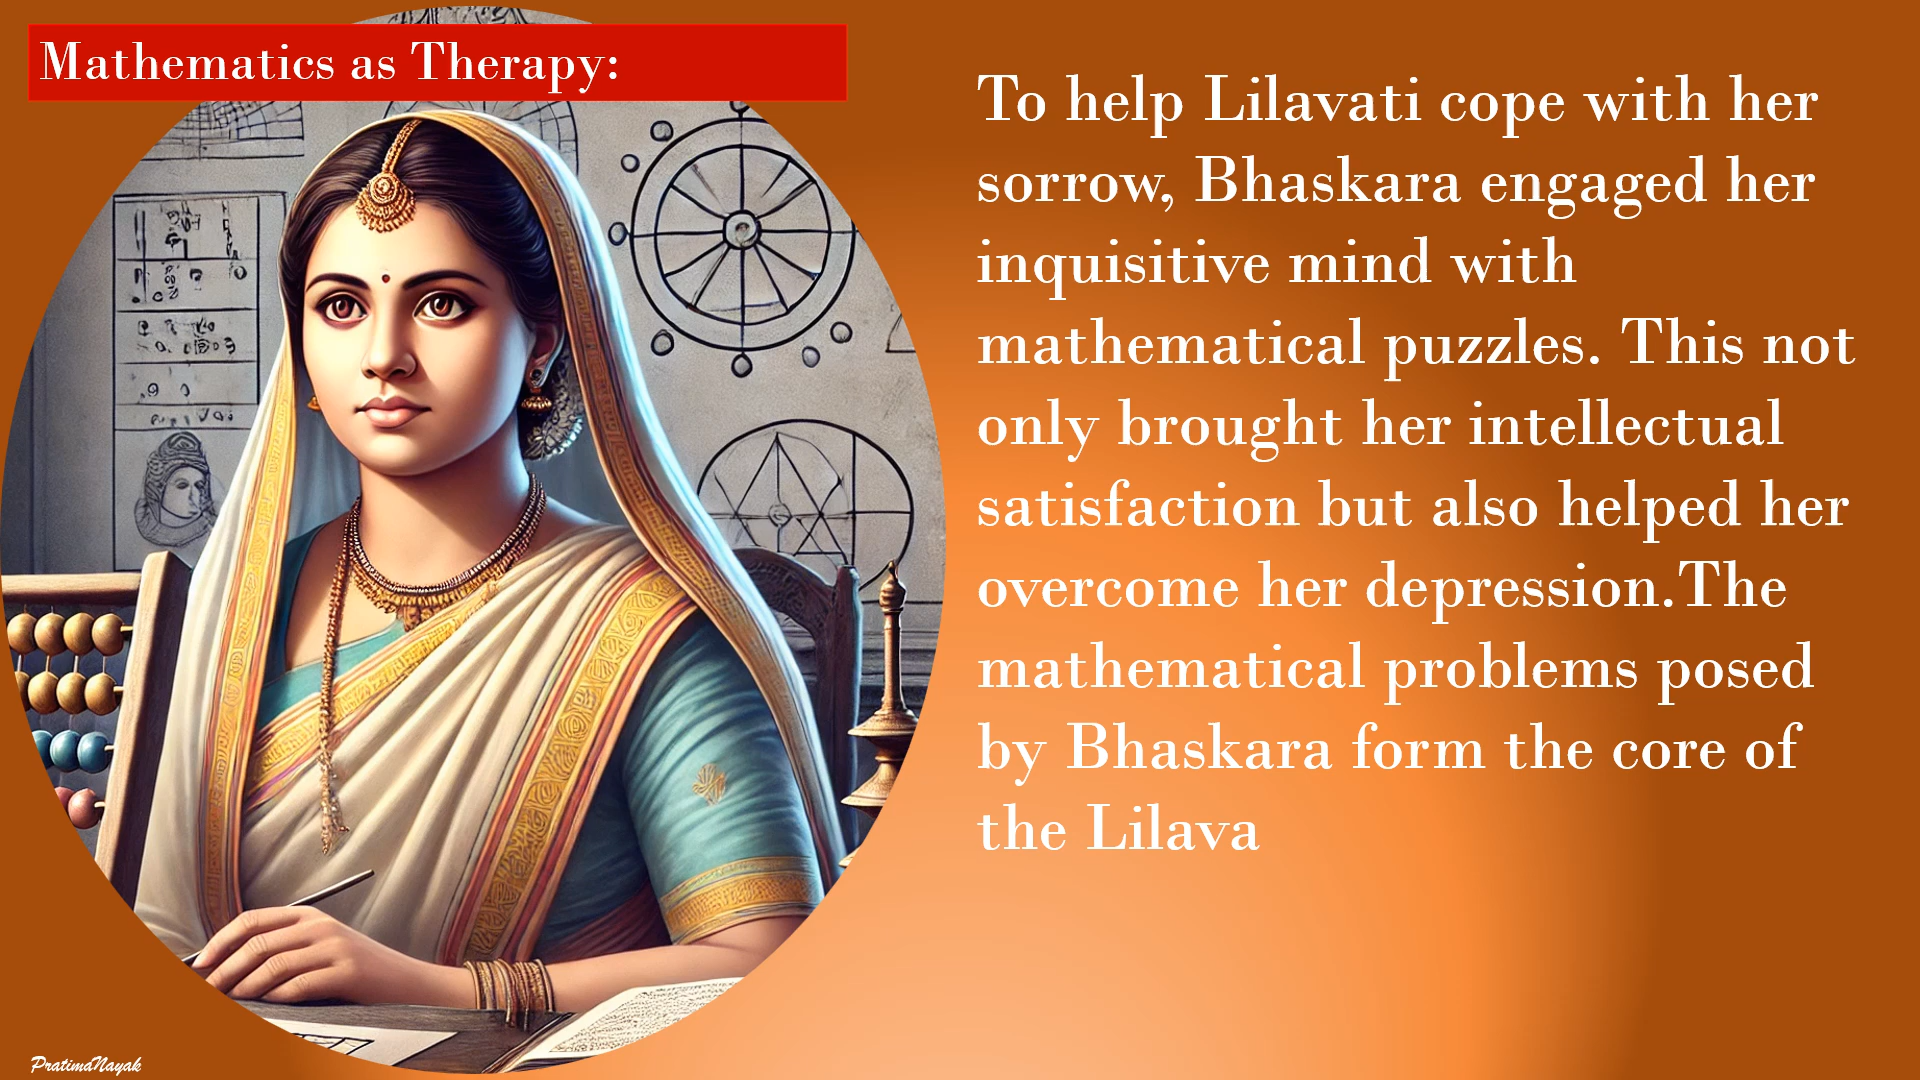 Mathematics as Therapy:
To help Lilavati cope with her
sorrow, Bhaskara engaged her
inquisitive mind with
mathematical puzzles. This not
only brought her intellectual
satisfaction but also helped her
overcome her depression.The
mathematical problems posed
by Bhaskara form the core of
the Lilava
PratimaNayak